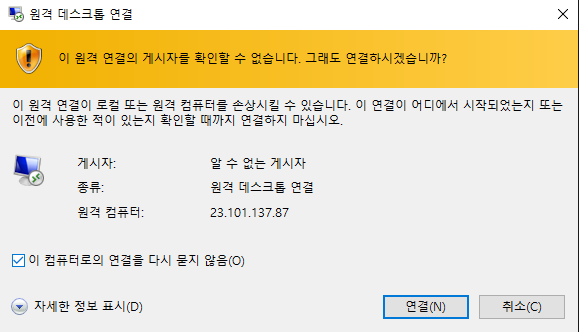 원격 데스크톱 연결
이 원격 연결의 게시자를 확인할 수 없습니다. 그래도 연결하시겠습니까?
이 원격 연결이 로컬 또는 원격 컴퓨터를 손상시킬 수 있습니다. 이 연결이 어디에서 시작되었는지 또는
이전에 사용한 적이 있는지 확인할 때까지 연결하지 마십시오.
게시자: 알 수 없는 게시자
종류: 원격 데스크톱 연결
원격 컴퓨터: 23.101.137.87
이 컴퓨터로의 연결을 다시 묻지 않음(O)
자세한 정보 표시(D) 연결(N) 취소(C)